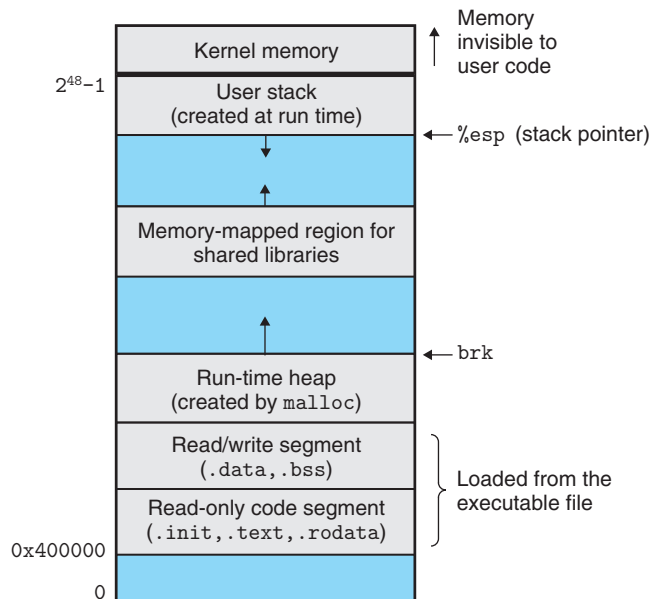 Memory
invisible to
user code
Kernel memory
2⁴⁸−1
User stack
(created at run time)
%esp (stack pointer)
Memory-mapped region for
shared libraries
brk
Run-time heap
(created by malloc)
Read/write segment
(.data,.bss)
Loaded from the
executable file
Read-only code segment
(.init,.text,.rodata)
0x400000
0